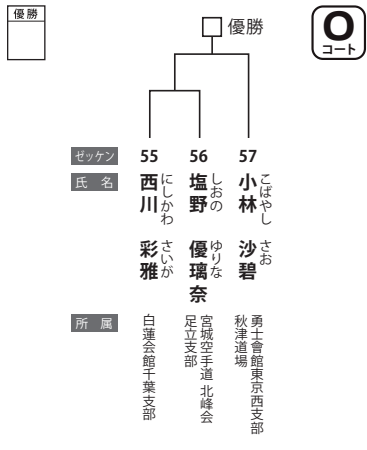 優勝
優勝
O
コート
ゼッケン
55
56
57
氏 名
西川 彩雅
にしかわ さいが
塩野 優璃奈
しおの ゆりな
小林 沙碧
こばやし さお
所 属
白蓮会館千葉支部
宮城空手道 北峰会
足立支部
勇士會館東京西支部
秋津道場